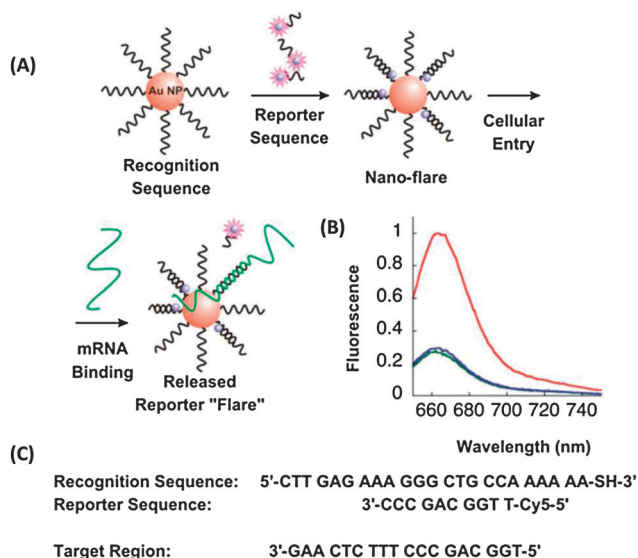 (A)
Au NP
Recognition
Sequence
Reporter
Sequence
Nano-flare
Cellular
Entry
mRNA
Binding
Released
Reporter "Flare"
(B)
Fluorescence
1
0.8
0.6
0.4
0.2
0
660 680 700 720 740
Wavelength (nm)
(C)
Recognition Sequence: 5'-CTT GAG AAA GGG CTG CCA AAA AA-SH-3'
Reporter Sequence: 3'-CCC GAC GGT T-Cy5-5'
Target Region: 3'-GAA CTC TTT CCC GAC GGT-5'